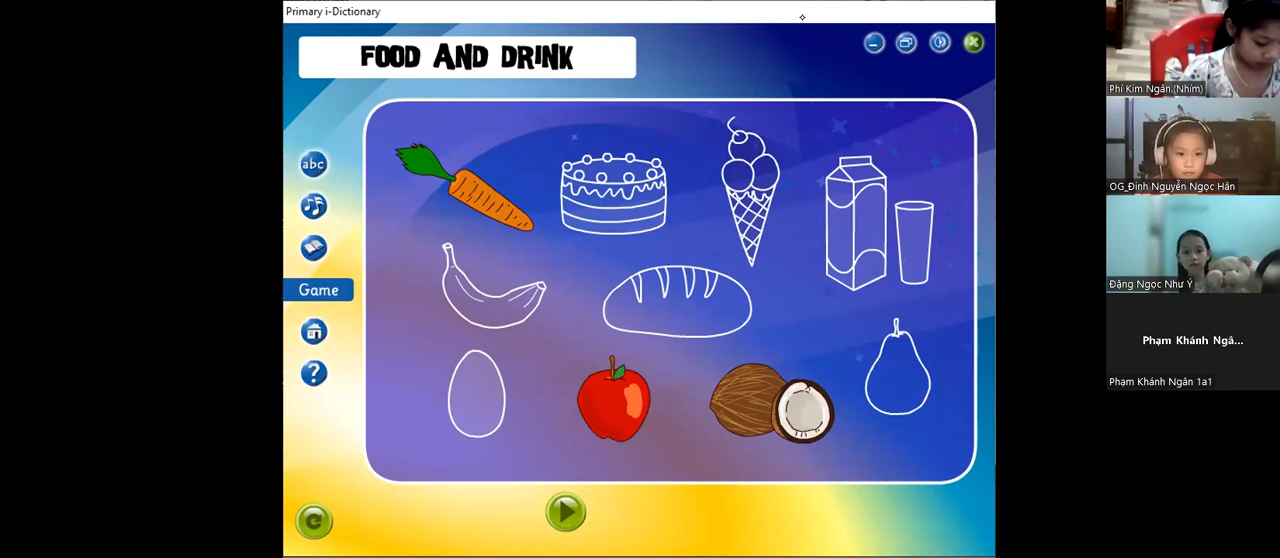 Primary i-Dictionary
FOOD AND DRINK
abc
Game
?
Phí Kim Ngân.(Nhím)
OG_Đinh Nguyễn Ngọc Hân
Đặng Ngọc Như Ý
Phạm Khánh Ngâ...
Phạm Khánh Ngân 1a1